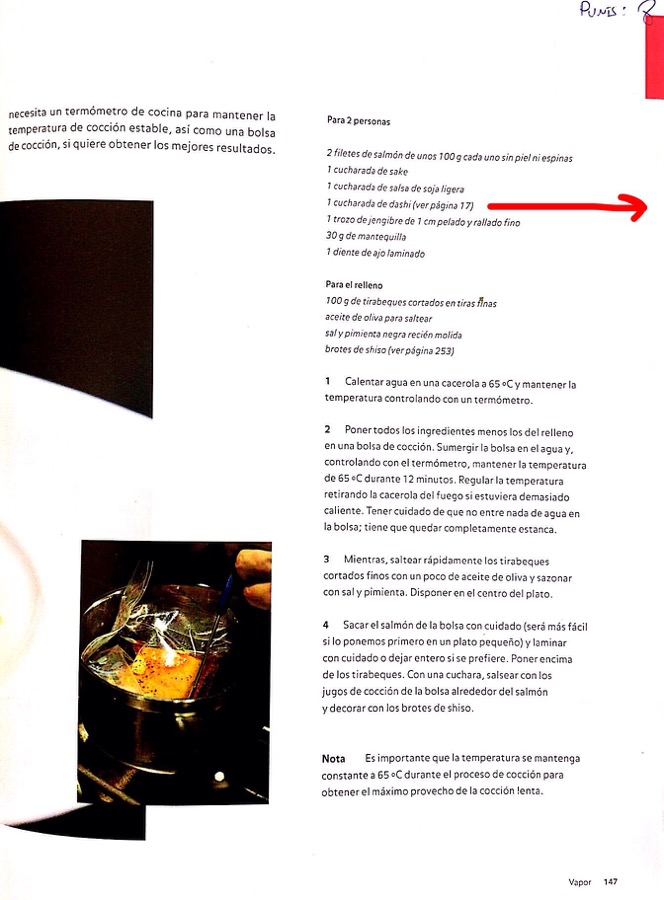 Punts: 8
necesita un termómetro de cocina para mantener la
temperatura de cocción estable, así como una bolsa
de cocción, si quiere obtener los mejores resultados.
Para 2 personas
2 filetes de salmón de unos 100 g cada uno sin piel ni espinas
1 cucharada de sake
1 cucharada de salsa de soja ligera
1 cucharada de dashi (ver página 17)
1 trozo de jengibre de 1 cm pelado y rallado fino
30 g de mantequilla
1 diente de ajo laminado
Para el relleno
100 g de tirabeques cortados en tiras finas
aceite de oliva para saltear
sal y pimienta negra recién molida
brotes de shiso (ver página 253)
1 Calentar agua en una cacerola a 65 ºC y mantener la
temperatura controlando con un termómetro.
2 Poner todos los ingredientes menos los del relleno
en una bolsa de cocción. Sumergir la bolsa en el agua y,
controlando con el termómetro, mantener la temperatura
de 65 ºC durante 12 minutos. Regular la temperatura
retirando la cacerola del fuego si estuviera demasiado
caliente. Tener cuidado de que no entre nada de agua en
la bolsa; tiene que quedar completamente estanca.
3 Mientras, saltear rápidamente los tirabeques
cortados finos con un poco de aceite de oliva y sazonar
con sal y pimienta. Disponer en el centro del plato.
4 Sacar el salmón de la bolsa con cuidado (será más fácil
si lo ponemos primero en un plato pequeño) y laminar
con cuidado o dejar entero si se prefiere. Poner encima
de los tirabeques. Con una cuchara, salsear con los
jugos de cocción de la bolsa alrededor del salmón
y decorar con los brotes de shiso.
Nota Es importante que la temperatura se mantenga
constante a 65 ºC durante el proceso de cocción para
obtener el máximo provecho de la cocción lenta.
Vapor 147